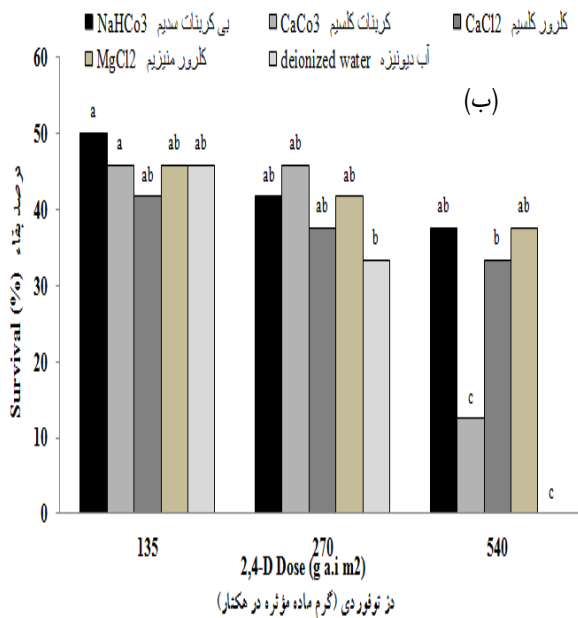 NaHCo3 بی کربنات سدیم CaCo3 کربنات کلسیم CaCl2 کلرور کلسیم
MgCl2 کلرور منیزیم deionized water آب دیونیزه
60
(ب)
a
50
a ab ab ab ab
ab ab ab
40
ab ab ab
b b
30
20
c
10
c
0
Survival (%) درصد بقاء
135 270 540
2,4-D Dose (g a.i m2)
دز توفوردی (گرم ماده مؤثره در هکتار)